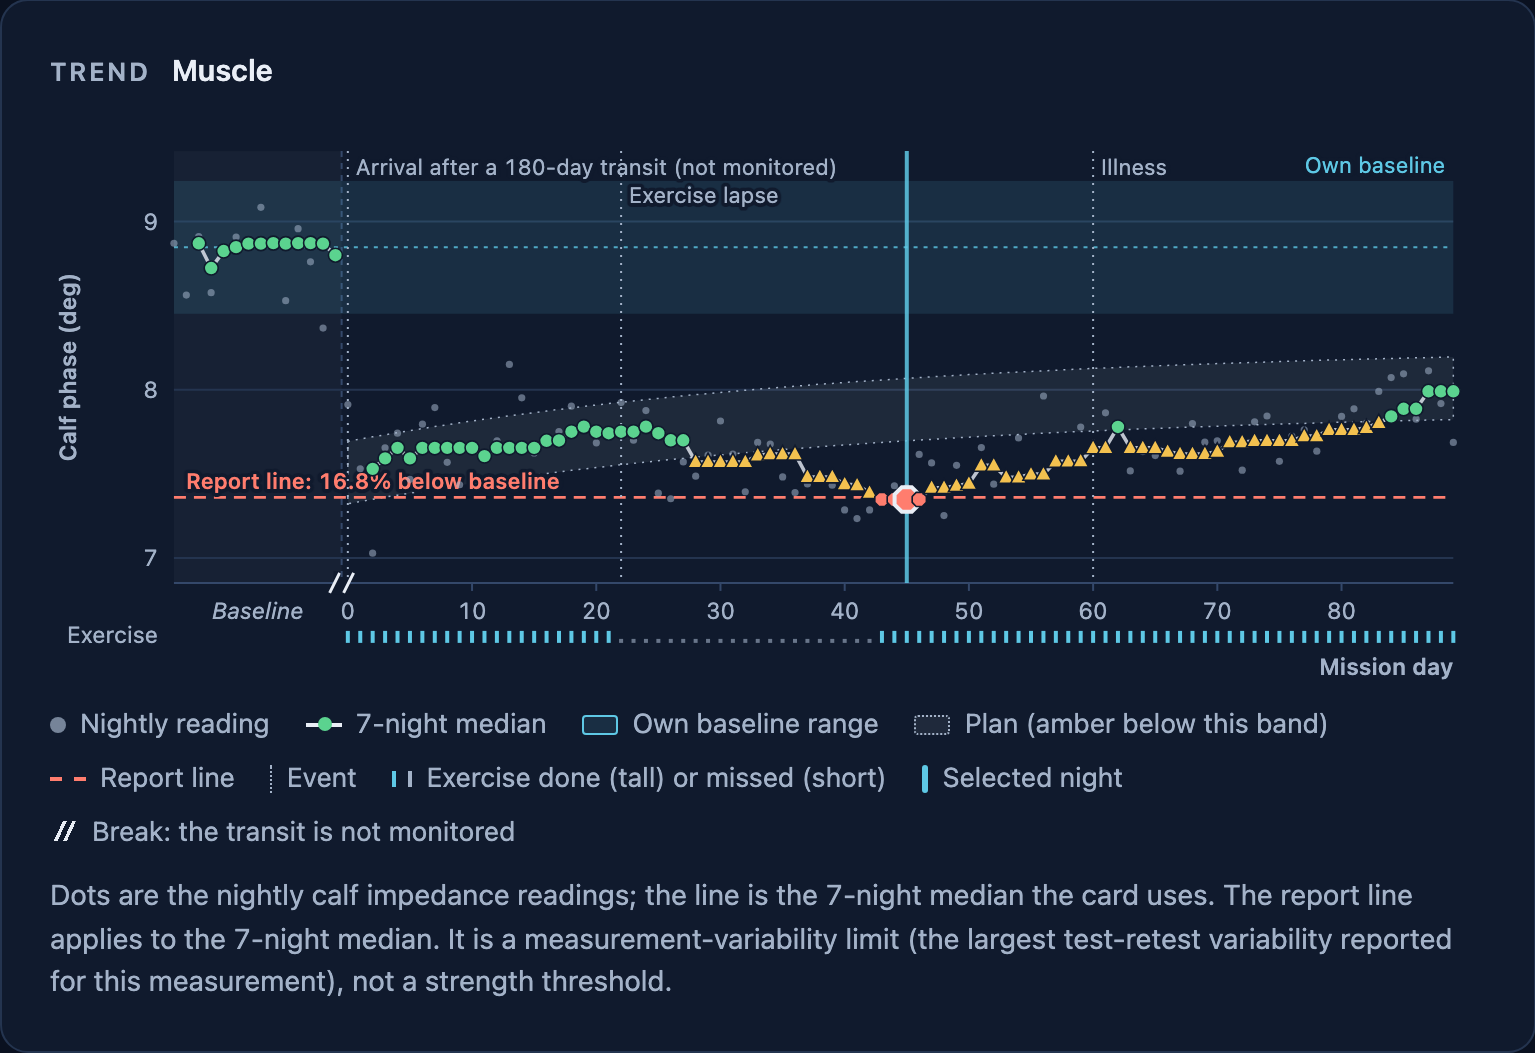 TREND Muscle
Arrival after a 180-day transit (not monitored)
Illness
Own baseline
Exercise lapse
9
8
7
Calf phase (deg)
Report line: 16.8% below baseline
Baseline
0
10
20
30
40
50
60
70
80
Exercise
Mission day
Nightly reading
7-night median
Own baseline range
Plan (amber below this band)
Report line
Event
Exercise done (tall) or missed (short)
Selected night
Break: the transit is not monitored
Dots are the nightly calf impedance readings; the line is the 7-night median the card uses. The report line
applies to the 7-night median. It is a measurement-variability limit (the largest test-retest variability reported
for this measurement), not a strength threshold.